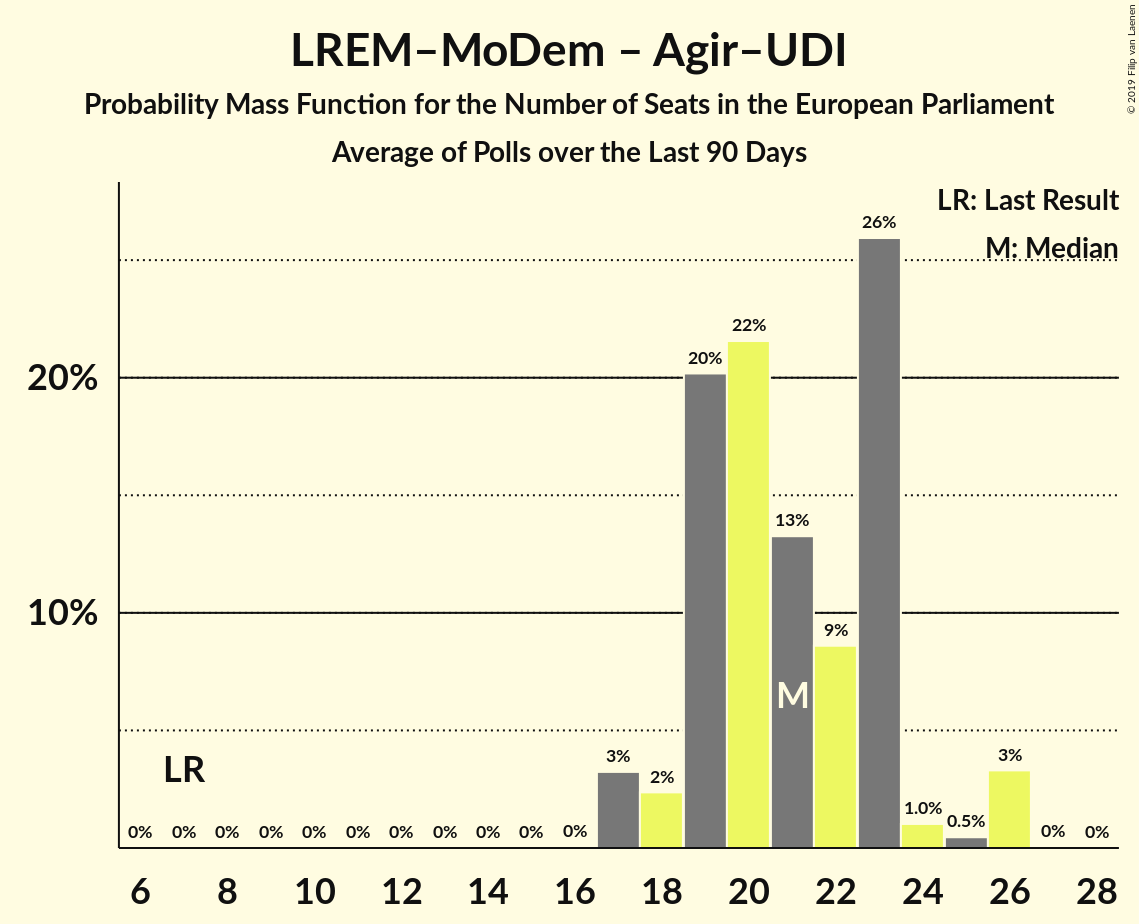 LREM–MoDem – Agir–UDI
Probability Mass Function for the Number of Seats in the European Parliament
Average of Polls over the Last 90 Days
© 2019 Filip van Laenen
LR: Last Result
M: Median
26%
22%
20%
20%
13%
10%
9%
M
3%
2%
3%
LR
1.0%
0.5%
0% 0% 0% 0% 0% 0% 0% 0% 0% 0% 0% 0% 0%
6 8 10 12 14 16 18 20 22 24 26 28